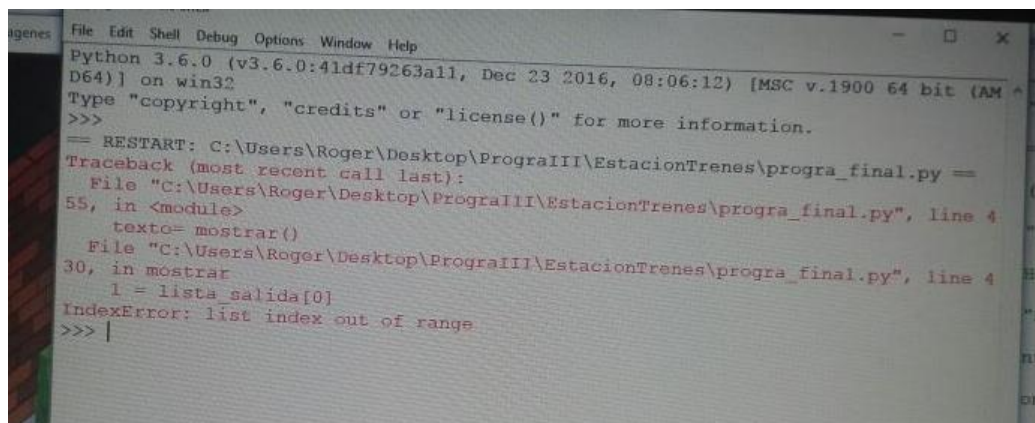 agenes
File Edit Shell Debug Options Window Help
Python 3.6.0 (v3.6.0:41df79263a11, Dec 23 2016, 08:06:12) [MSC v.1900 64 bit (AM
D64)] on win32
Type "copyright", "credits" or "license()" for more information.
>>>
== RESTART: C:\Users\Roger\Desktop\PrograIII\EstacionTrenes\progra_final.py ==
Traceback (most recent call last):
File "C:\Users\Roger\Desktop\PrograIII\EstacionTrenes\progra_final.py", line 4
55, in <module>
texto= mostrar()
File "C:\Users\Roger\Desktop\PrograIII\EstacionTrenes\progra_final.py", line 4
30, in mostrar
l = lista_salida[0]
IndexError: list index out of range
>>>